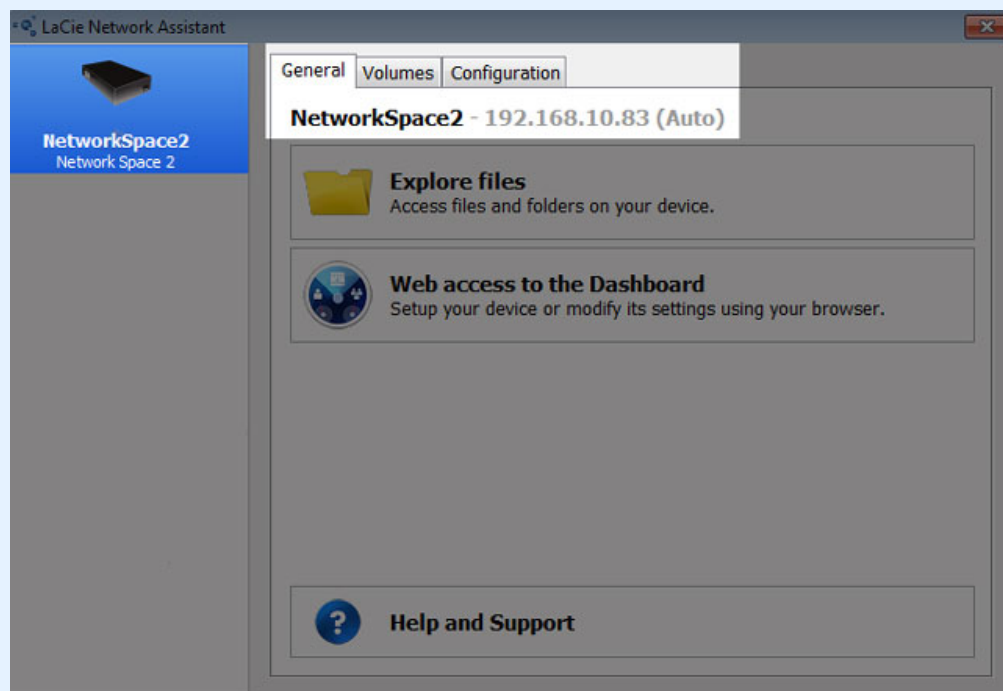 LaCie Network Assistant
NetworkSpace2
Network Space 2
General Volumes Configuration
NetworkSpace2 - 192.168.10.83 (Auto)
Explore files
Access files and folders on your device.
Web access to the Dashboard
Setup your device or modify its settings using your browser.
Help and Support